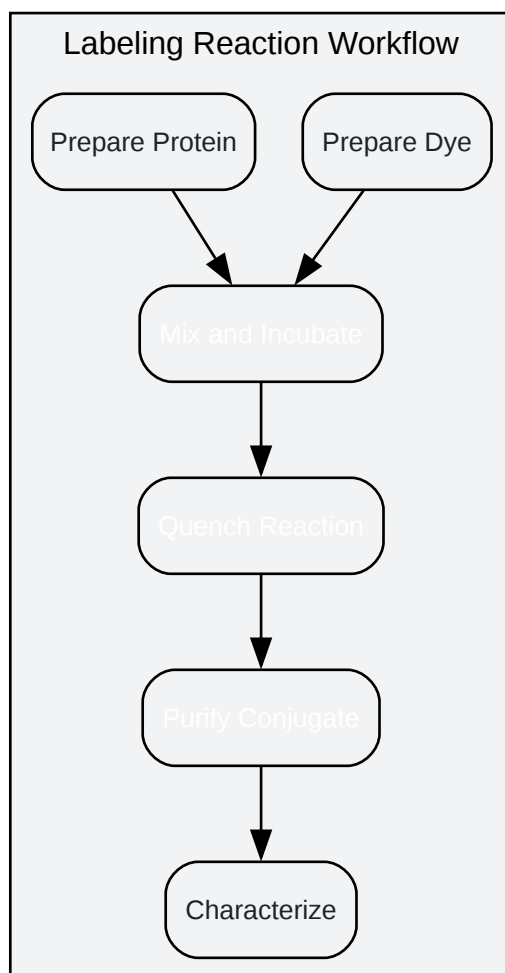 Labeling Reaction Workflow
Prepare Protein
Prepare Dye
Mix and Incubate
Quench Reaction
Purify Conjugate
Characterize